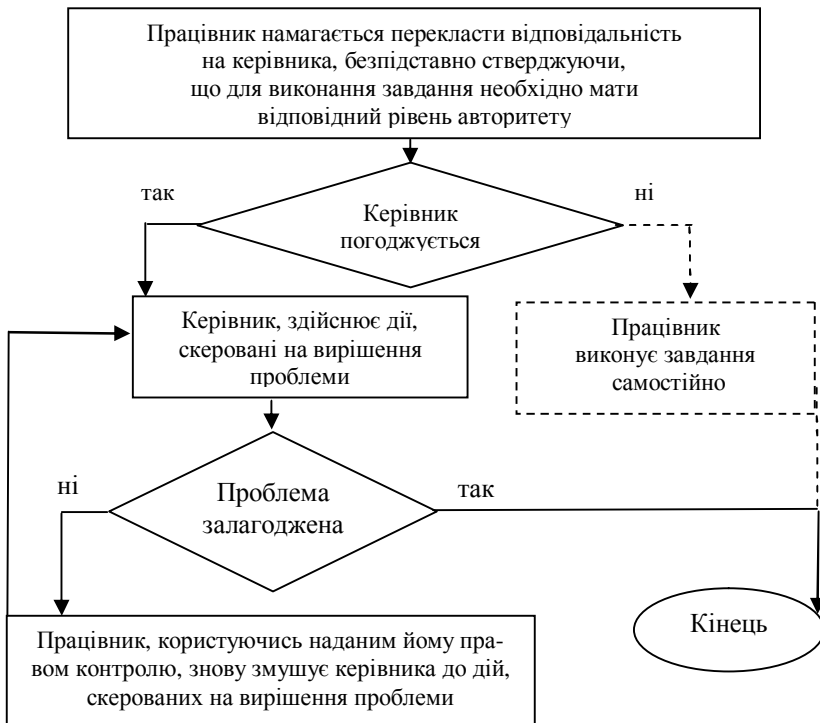 Працівник намагається перекласти відповідальність
на керівника, безпідставно стверджуючи,
що для виконання завдання необхідно мати
відповідний рівень авторитету
так
ні
Керівник
погоджується
Керівник, здійснює дії,
скеровані на вирішення
проблеми
Працівник
виконує завдання
самостійно
ні
Проблема
залагоджена
так
Працівник, користуючись наданим йому пра-
вом контролю, знову змушує керівника до дій,
скерованих на вирішення проблеми
Кінець